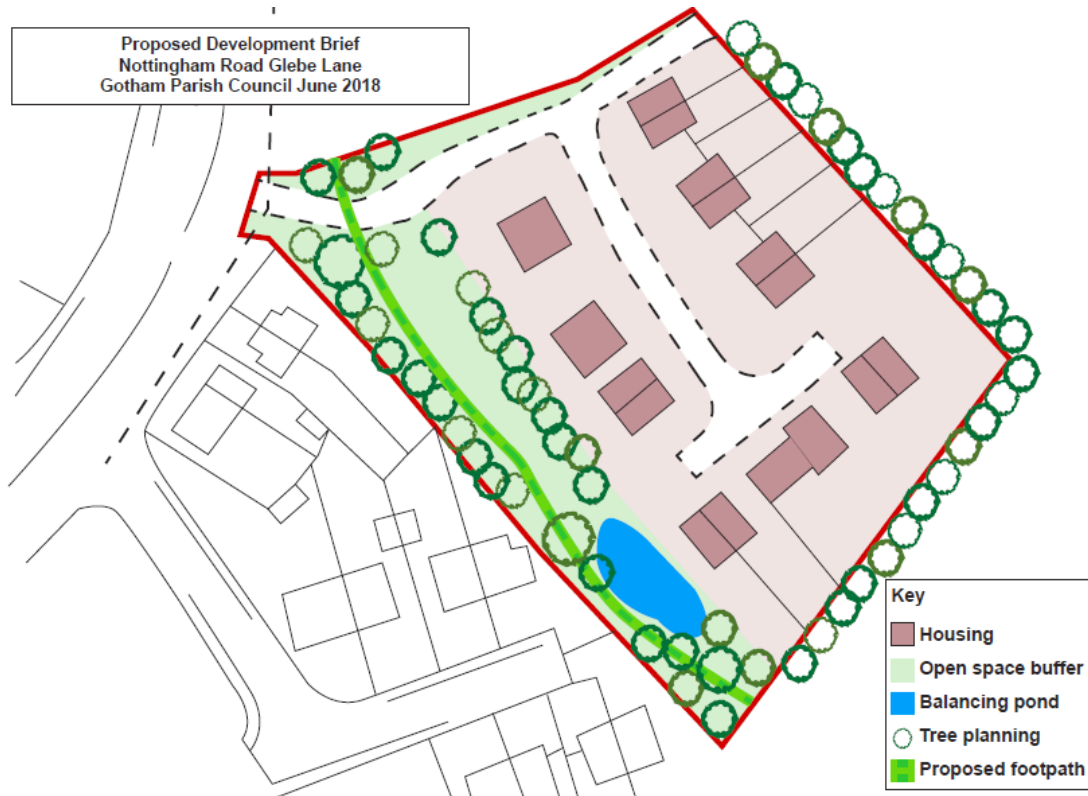 Proposed Development Brief
Nottingham Road Glebe Lane
Gotham Parish Council June 2018
Key
Housing
Open space buffer
Balancing pond
Tree planning
Proposed footpath